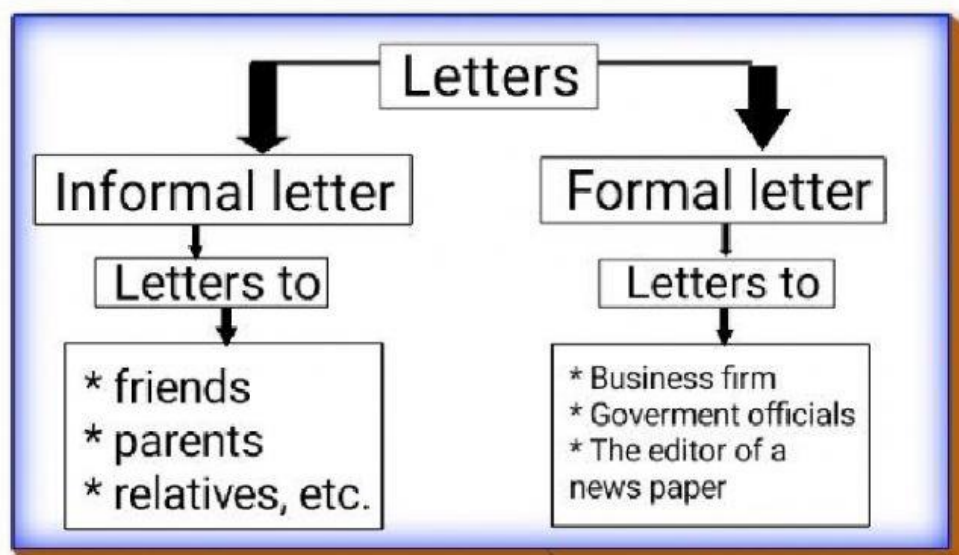 Letters
Informal letter
Letters to
* friends
* parents
* relatives, etc.
Formal letter
Letters to
* Business firm
* Goverment officials
* The editor of a
news paper